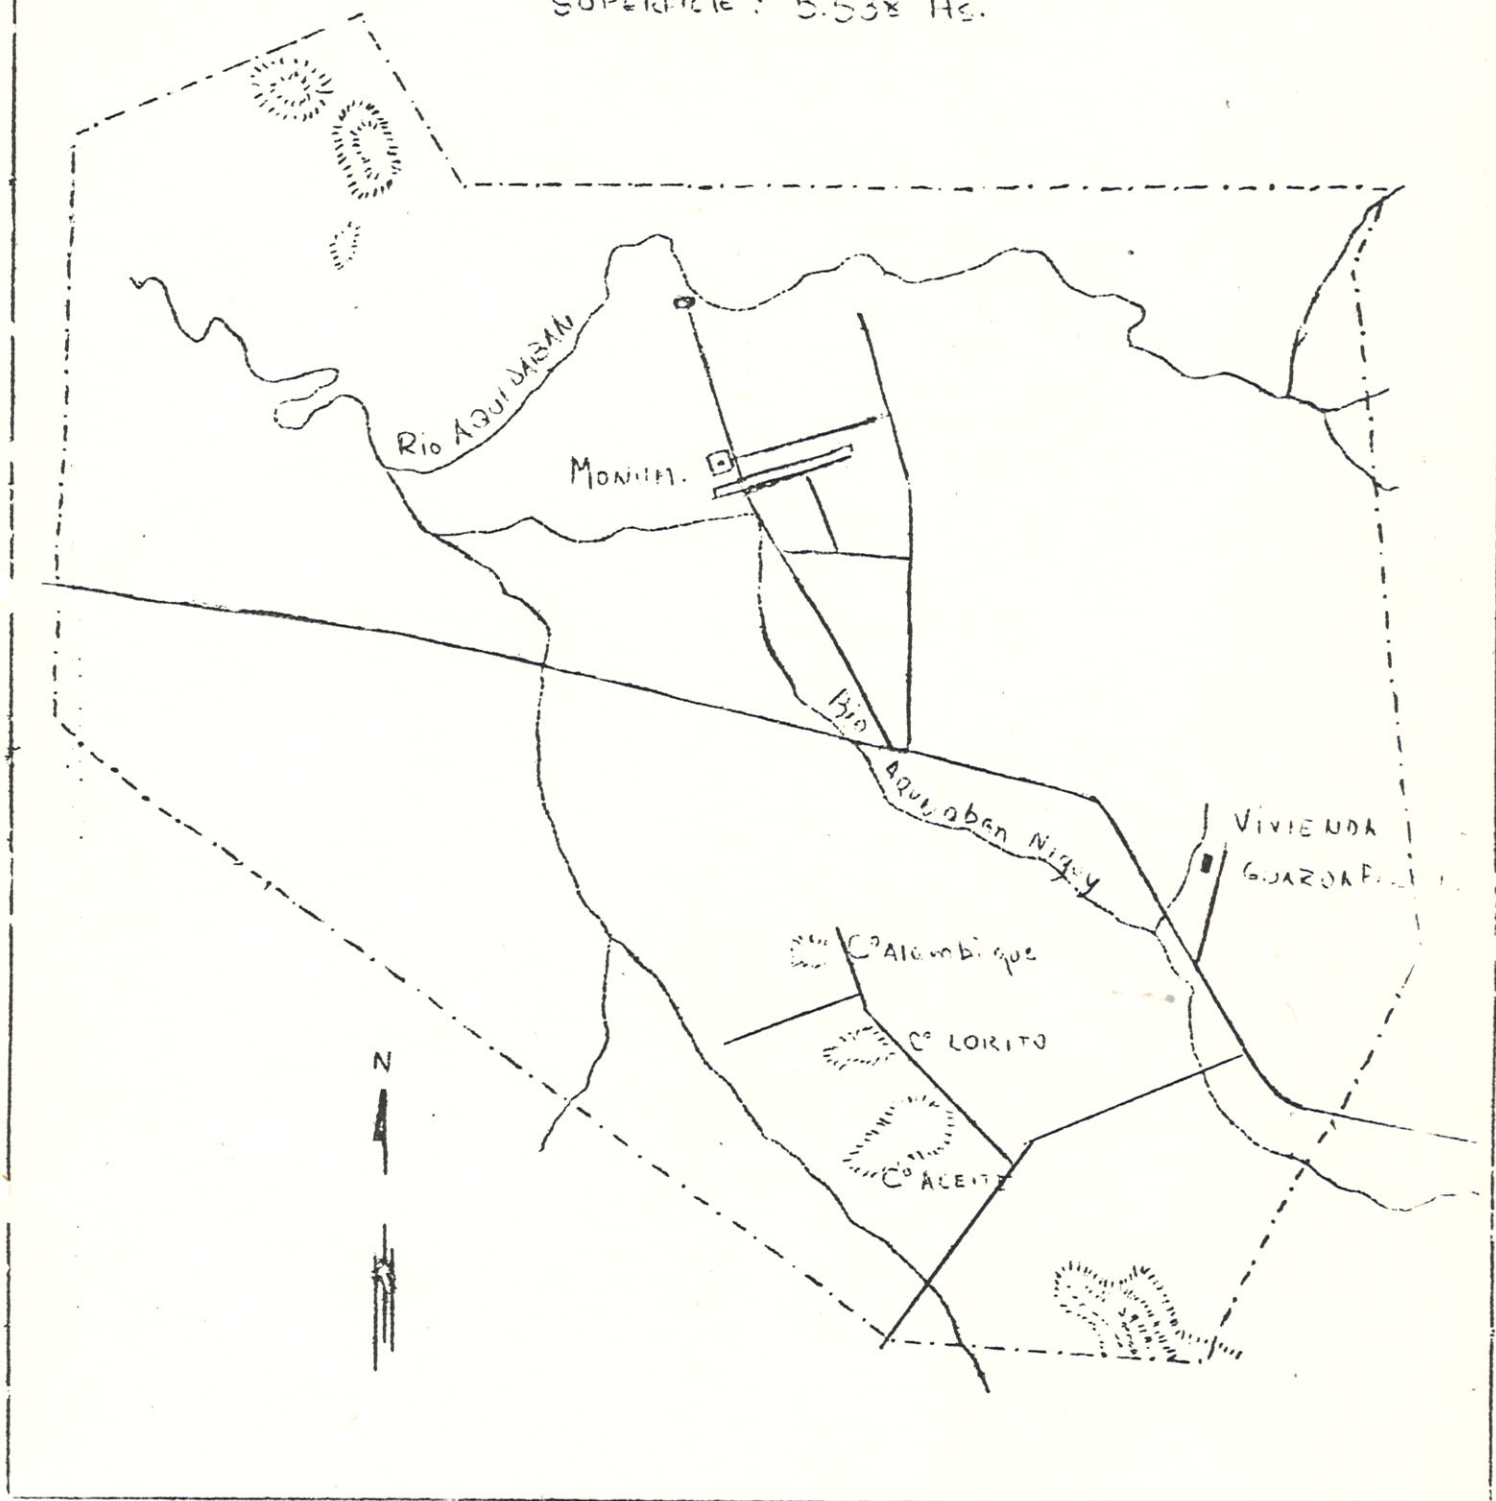 SUPERFICIE: 5.538 Hs.
Rio AQUIDABAN
MONUM.
Rio
Aquidaban Niguy
VIVIENDA
Cº Alambique
Cº LORITO
Cº ACEITE
N